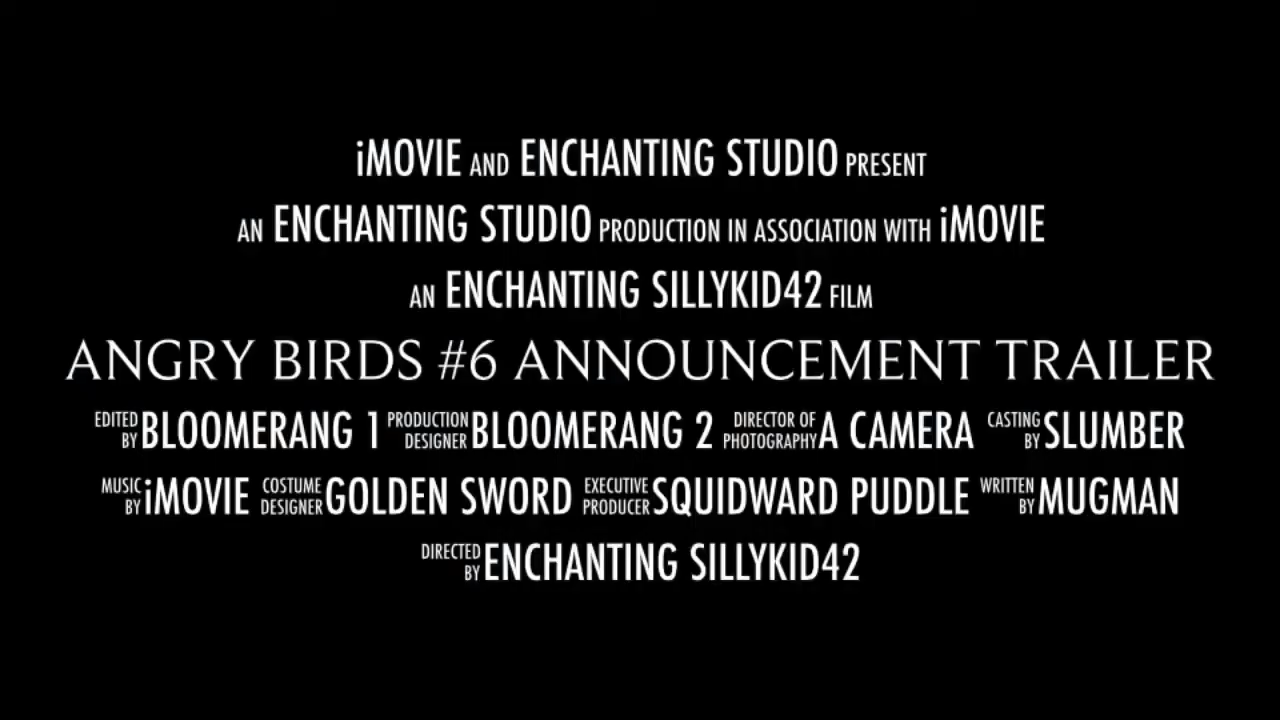 iMOVIE AND ENCHANTING STUDIO PRESENT
AN ENCHANTING STUDIO PRODUCTION IN ASSOCIATION WITH iMOVIE
AN ENCHANTING SILLYKID42 FILM
ANGRY BIRDS #6 ANNOUNCEMENT TRAILER
EDITED BY BLOOMERANG 1 PRODUCTION DESIGNER BLOOMERANG 2 DIRECTOR OF PHOTOGRAPHY A CAMERA CASTING BY SLUMBER
MUSIC BY iMOVIE COSTUME DESIGNER GOLDEN SWORD EXECUTIVE PRODUCER SQUIDWARD PUDDLE WRITTEN BY MUGMAN
DIRECTED BY ENCHANTING SILLYKID42